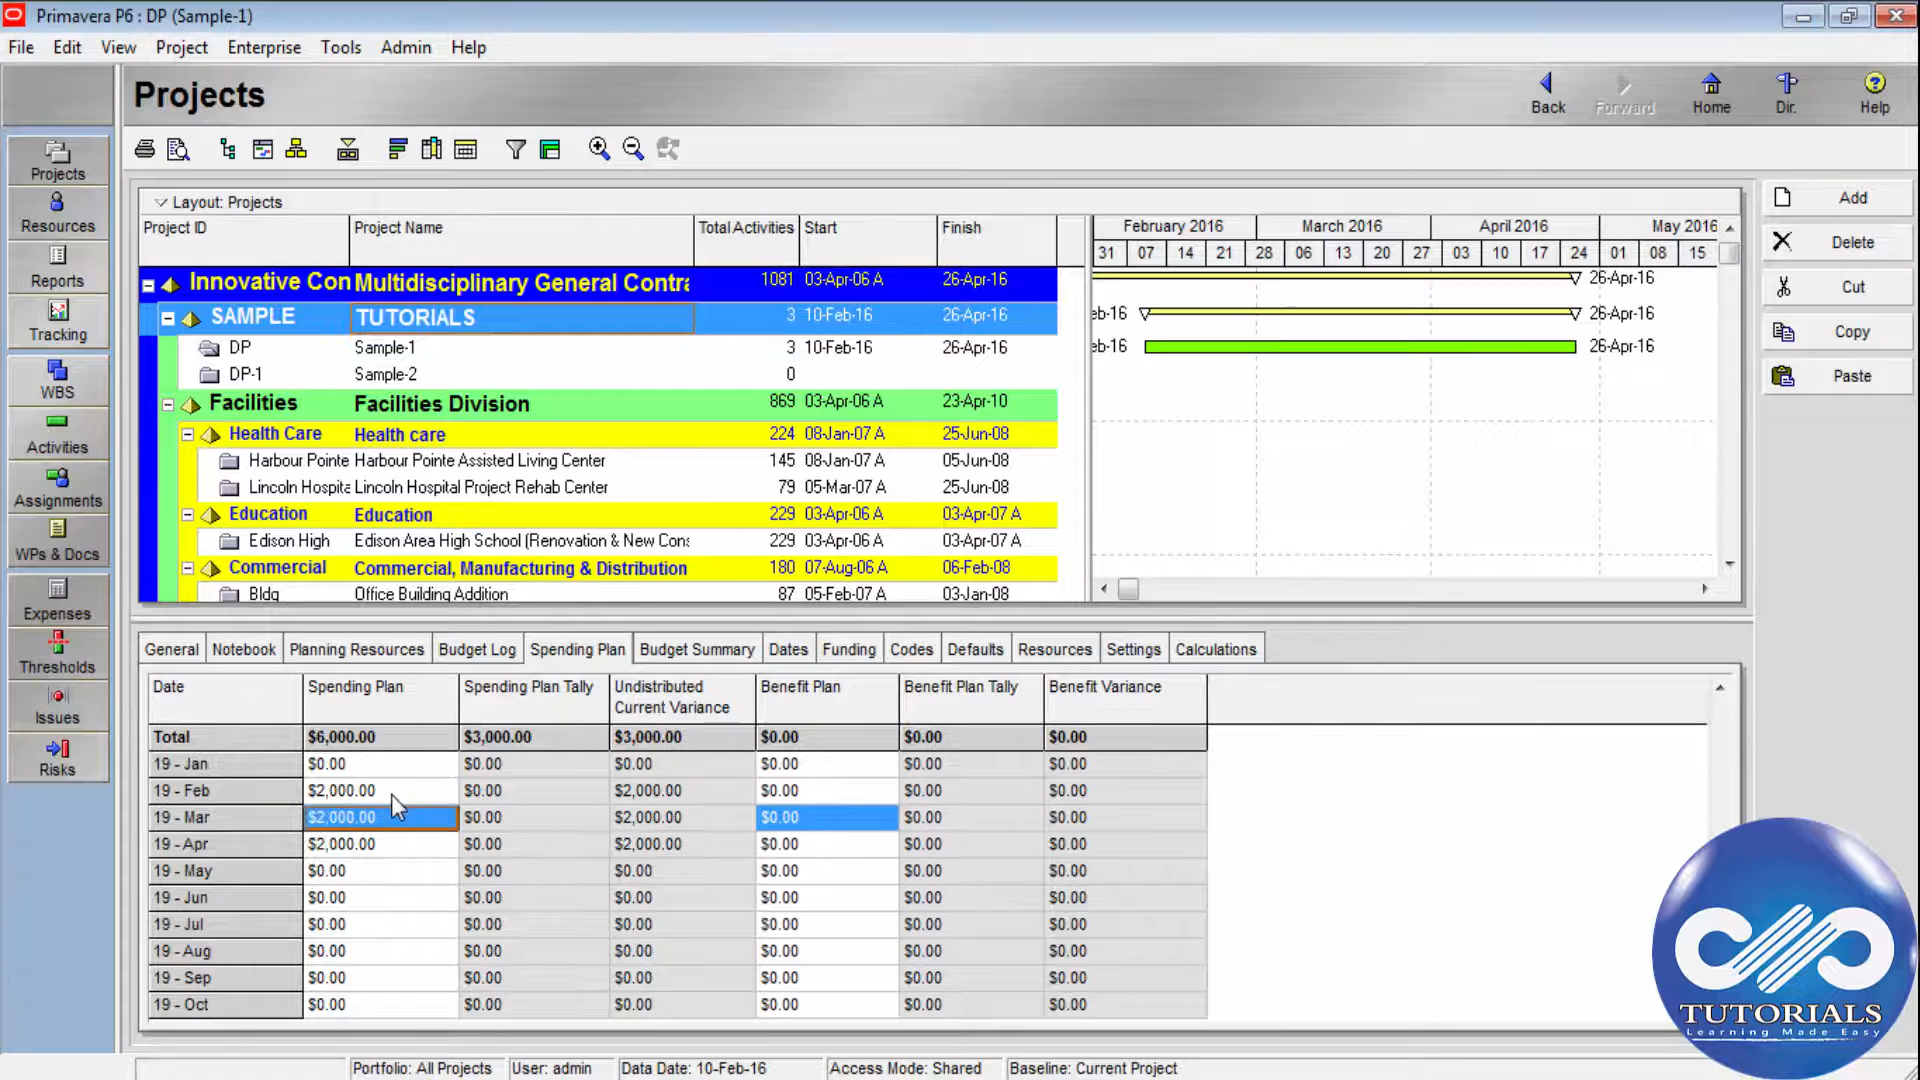 Primavera P6 : DP (Sample-1)
File Edit View Project Enterprise Tools Admin Help
Projects
Back Forward Home Dir. Help
Projects
Resources
Reports
Tracking
WBS
Activities
Assignments
WPs & Docs
Expenses
Thresholds
Issues
Risks
Layout: Projects
Project ID Project Name Total Activities Start Finish
February 2016 March 2016 April 2016 May 2016
31 07 14 21 28 06 13 20 27 03 10 17 24 01 08 15
Innovative Con Multidisciplinary General Contra 1081 03-Apr-06 A 26-Apr-16 26-Apr-16
SAMPLE TUTORIALS 3 10-Feb-16 26-Apr-16 eb-16 26-Apr-16
DP Sample-1 3 10-Feb-16 26-Apr-16 eb-16 26-Apr-16
DP-1 Sample-2 0
Facilities Facilities Division 869 03-Apr-06 A 23-Apr-10
Health Care Health care 224 08-Jan-07 A 25-Jun-08
Harbour Pointe Harbour Pointe Assisted Living Center 145 08-Jan-07 A 05-Jun-08
Lincoln Hospita Lincoln Hospital Project Rehab Center 79 05-Mar-07 A 25-Jun-08
Education Education 229 03-Apr-06 A 03-Apr-07 A
Edison High Edison Area High School (Renovation & New Cons 229 03-Apr-06 A 03-Apr-07 A
Commercial Commercial, Manufacturing & Distribution 180 07-Aug-06 A 06-Feb-08
Bldg Office Building Addition 87 05-Feb-07 A 03-Jan-08
Add
Delete
Cut
Copy
Paste
General Notebook Planning Resources Budget Log Spending Plan Budget Summary Dates Funding Codes Defaults Resources Settings Calculations
Date Spending Plan Spending Plan Tally Undistributed Current Variance Benefit Plan Benefit Plan Tally Benefit Variance
Total $6,000.00 $3,000.00 $3,000.00 $0.00 $0.00 $0.00
19 - Jan $0.00 $0.00 $0.00 $0.00 $0.00 $0.00
19 - Feb $2,000.00 $0.00 $2,000.00 $0.00 $0.00 $0.00
19 - Mar $2,000.00 $0.00 $2,000.00 $0.00 $0.00 $0.00
19 - Apr $2,000.00 $0.00 $2,000.00 $0.00 $0.00 $0.00
19 - May $0.00 $0.00 $0.00 $0.00 $0.00 $0.00
19 - Jun $0.00 $0.00 $0.00 $0.00 $0.00 $0.00
19 - Jul $0.00 $0.00 $0.00 $0.00 $0.00 $0.00
19 - Aug $0.00 $0.00 $0.00 $0.00 $0.00 $0.00
19 - Sep $0.00 $0.00 $0.00 $0.00 $0.00 $0.00
19 - Oct $0.00 $0.00 $0.00 $0.00 $0.00 $0.00
TUTORIALS
Learning Made Easy
Portfolio: All Projects User: admin Data Date: 10-Feb-16 Access Mode: Shared Baseline: Current Project